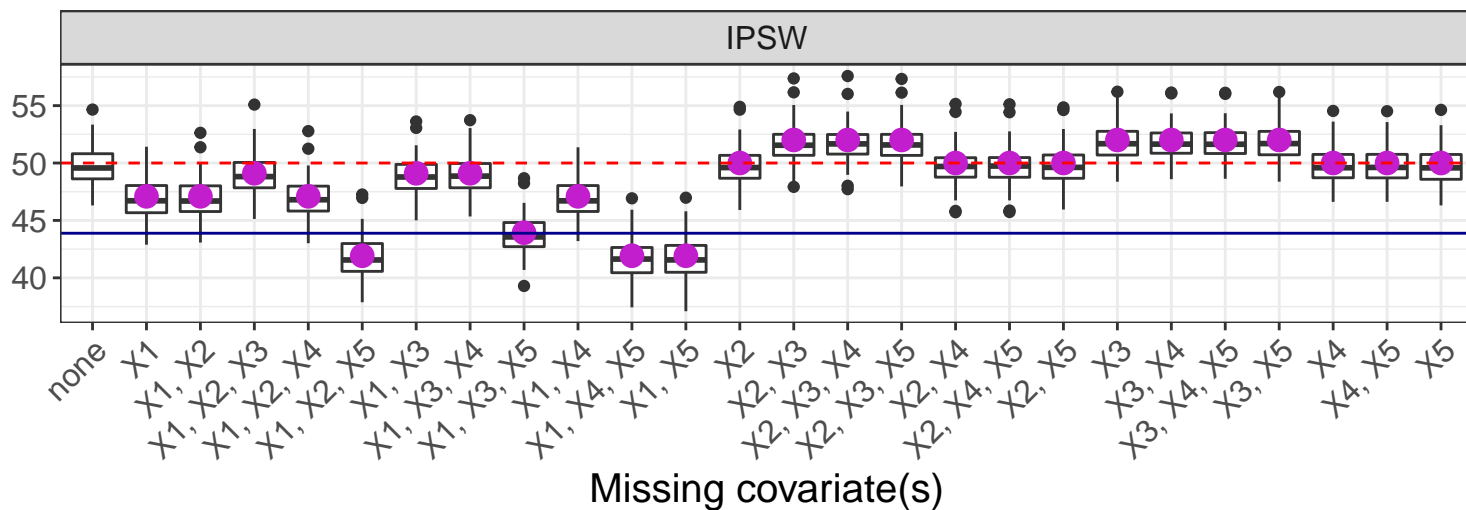 IPSW
55
50
45
40
none
X1
X1, X2
X1, X2, X3
X1, X2, X4
X1, X2, X5
X1, X3
X1, X3, X4
X1, X3, X5
X1, X4
X1, X4, X5
X1, X5
X2
X2, X3
X2, X3, X4
X2, X3, X5
X2, X4
X2, X4, X5
X2, X5
X3
X3, X4
X3, X4, X5
X3, X5
X4
X4, X5
X5
Missing covariate(s)